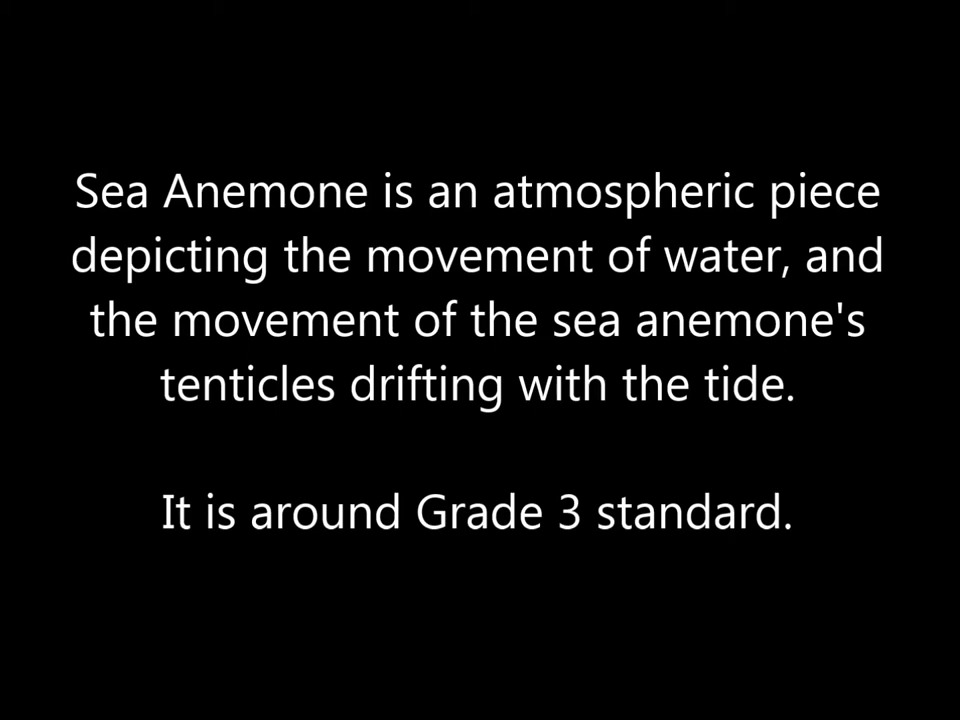 Sea Anemone is an atmospheric piece
depicting the movement of water, and
the movement of the sea anemone's
tenticles drifting with the tide.
It is around Grade 3 standard.